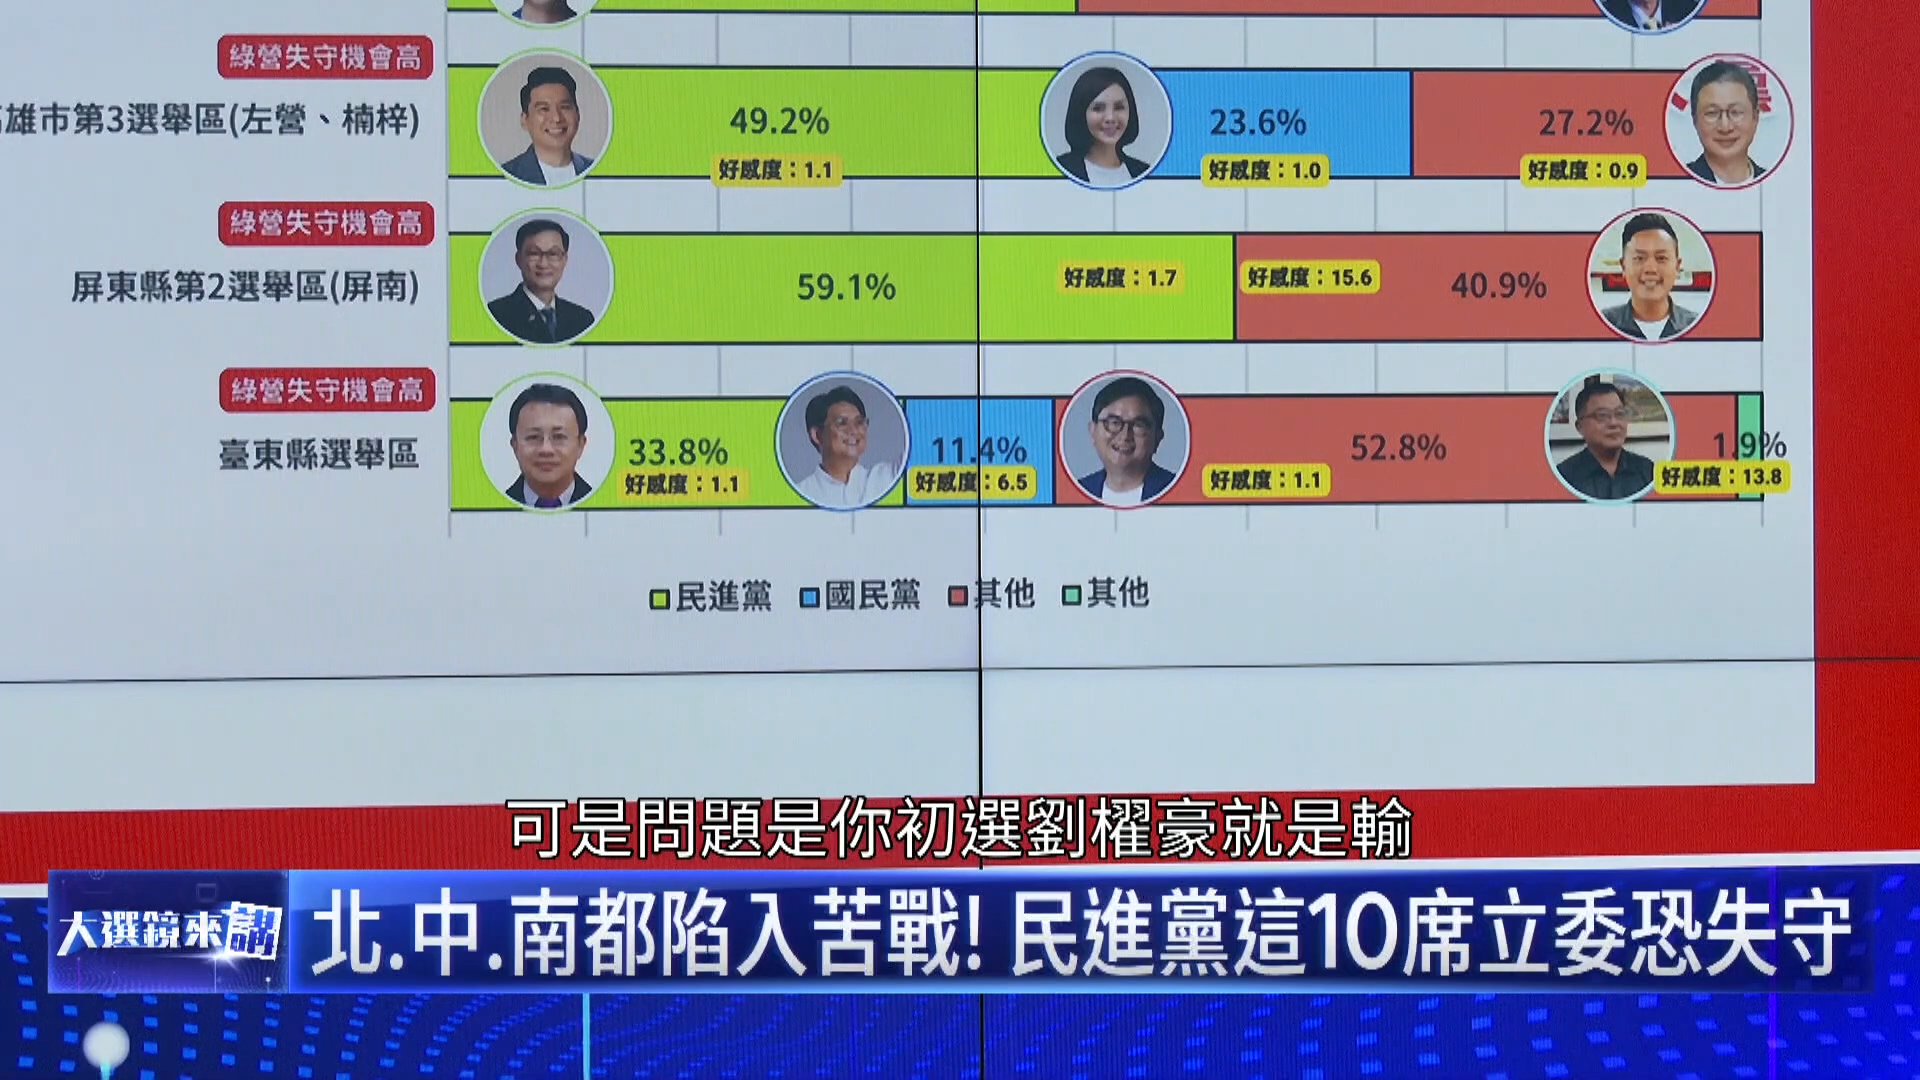 綠營失守機會高
雄市第3選舉區(左營、楠梓)
49.2%
好感度：1.1
23.6%
好感度：1.0
27.2%
好感度：0.9
綠營失守機會高
屏東縣第2選舉區(屏南)
59.1%
好感度：1.7
好感度：15.6
40.9%
綠營失守機會高
臺東縣選舉區
33.8%
好感度：1.1
11.4%
好感度：6.5
52.8%
好感度：1.1
1.9%
好感度：13.8
民進黨 國民黨 其他 其他
可是問題是你初選劉櫂豪就是輸
大選鏡來講
北.中.南都陷入苦戰! 民進黨這10席立委恐失守